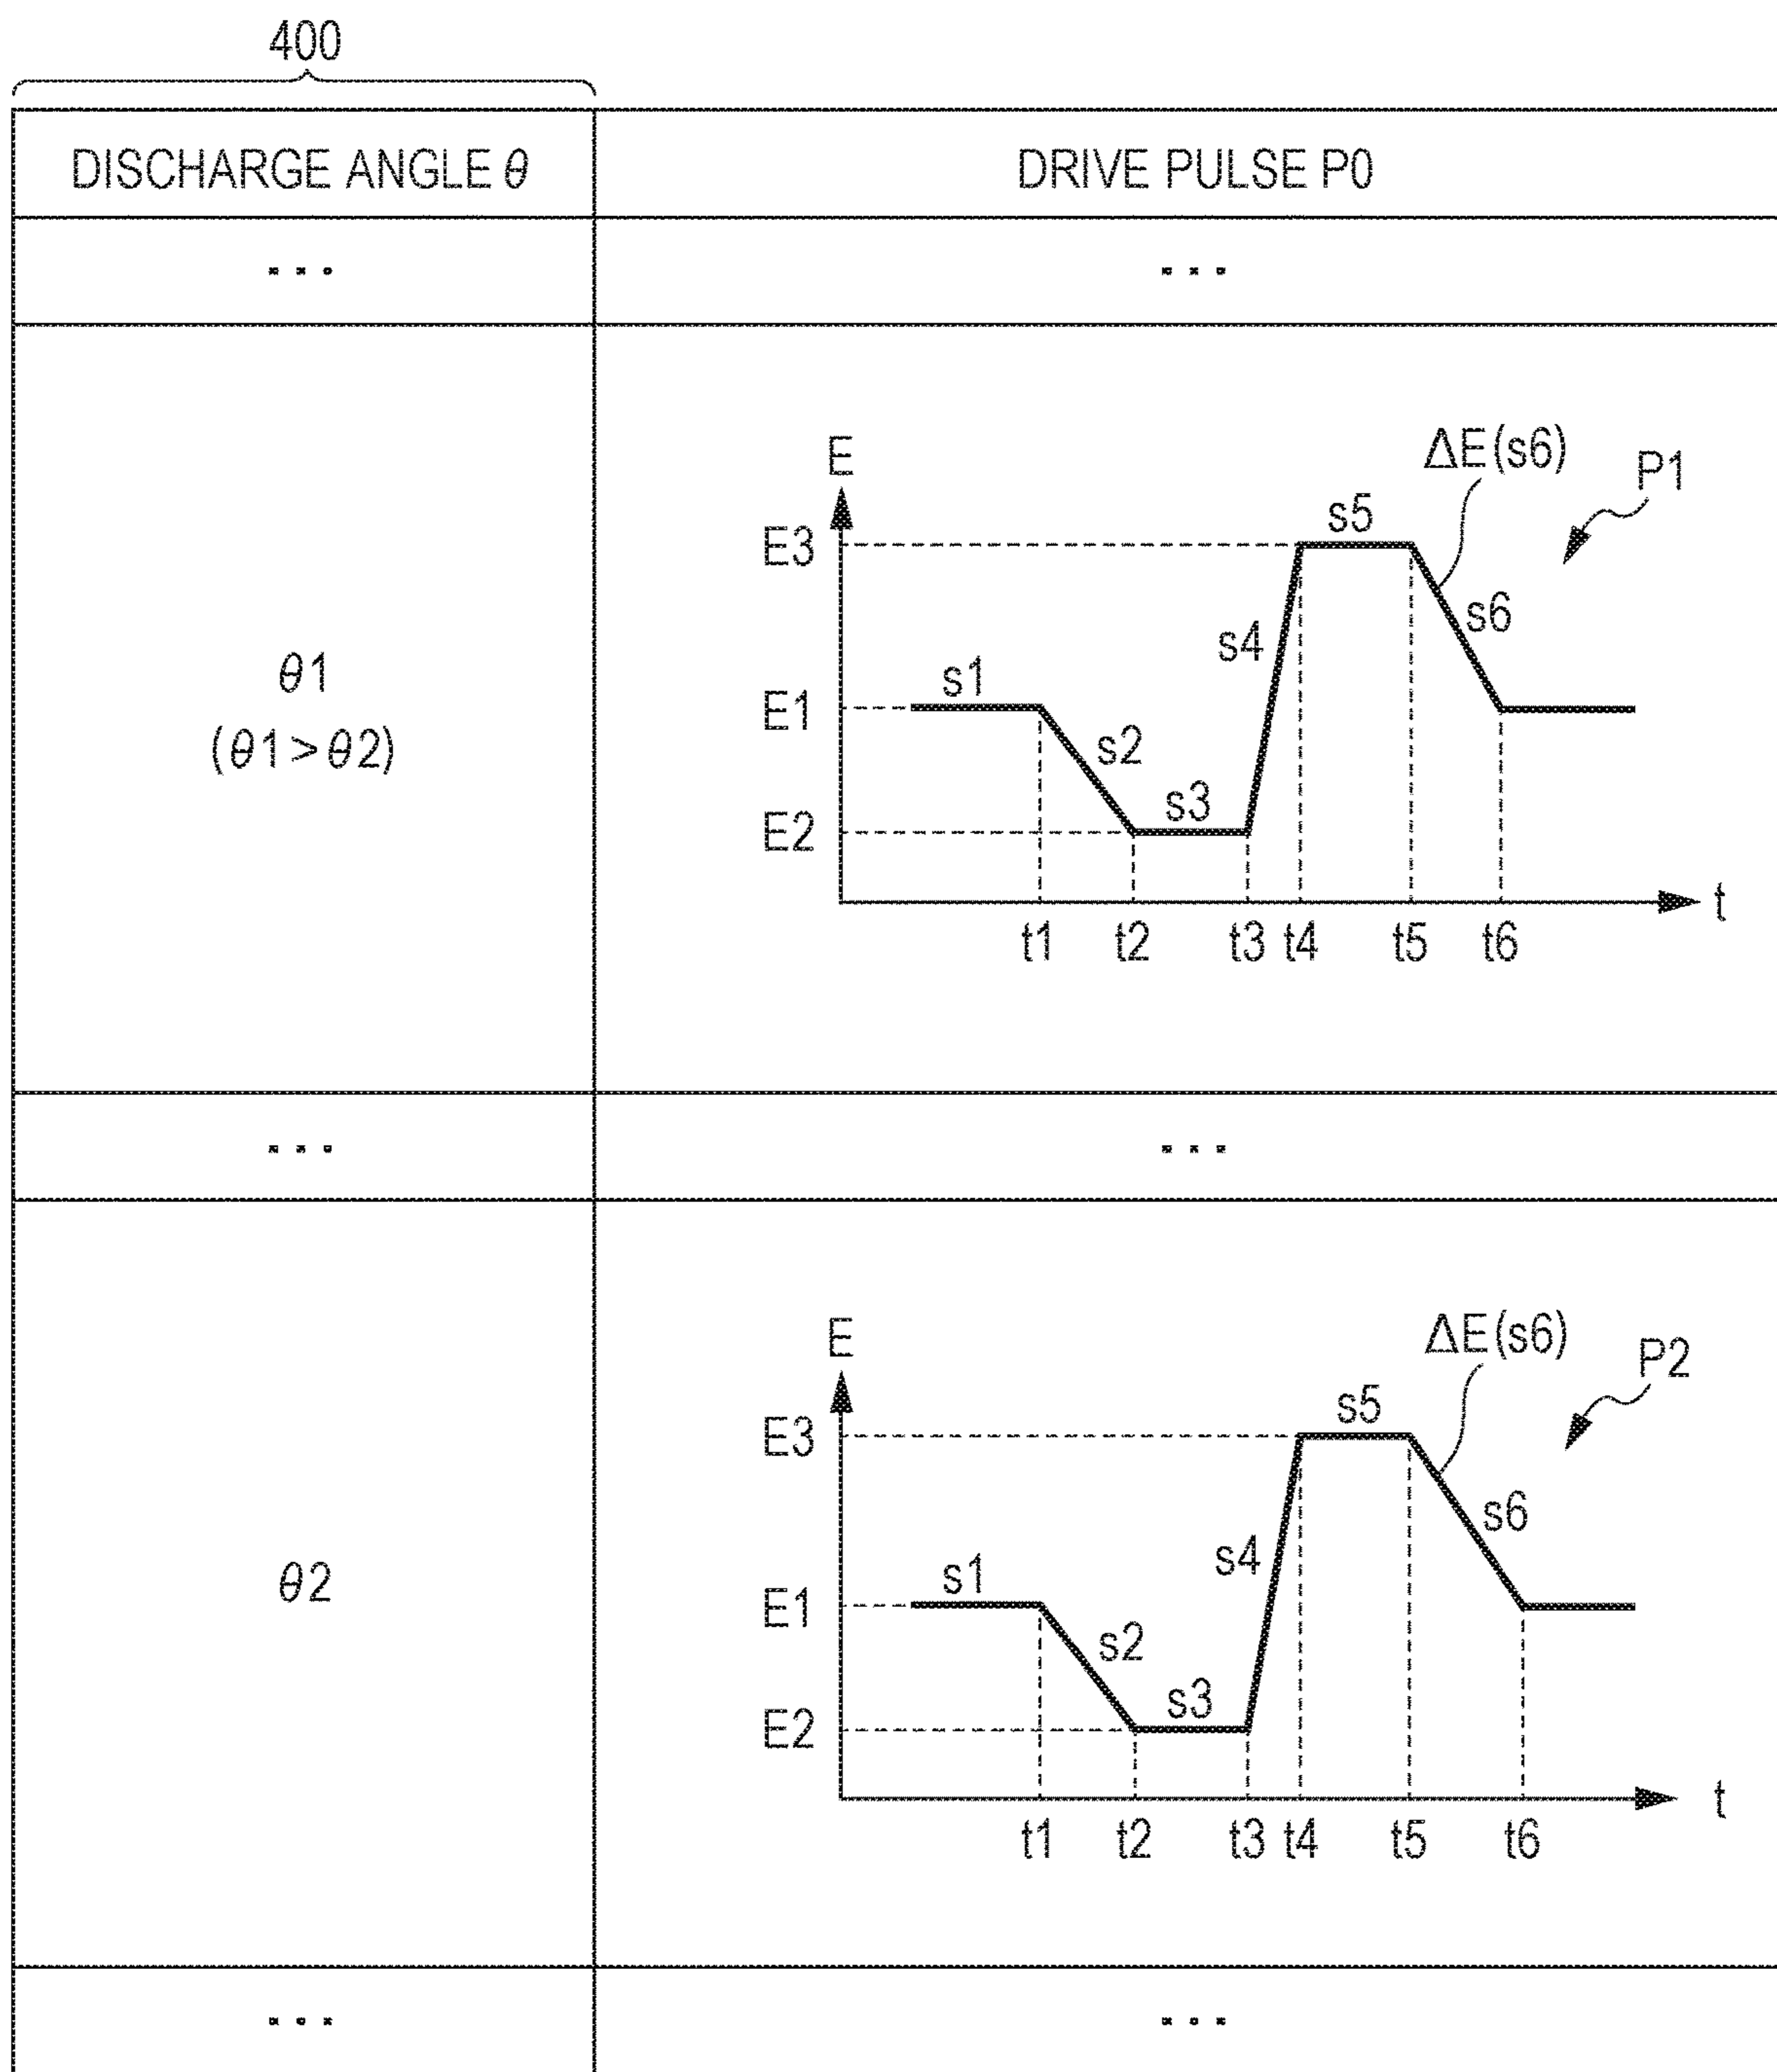 400
DISCHARGE ANGLE θ
DRIVE PULSE P0
...
...
θ1
(θ1>θ2)
E
ΔE(s6)
P1
E3
s5
s4
s6
E1
s1
s2
s3
E2
t
t1 t2 t3 t4 t5 t6
...
...
θ2
E
ΔE(s6)
P2
E3
s5
s4
s6
E1
s1
s2
s3
E2
t
t1 t2 t3 t4 t5 t6
...
...